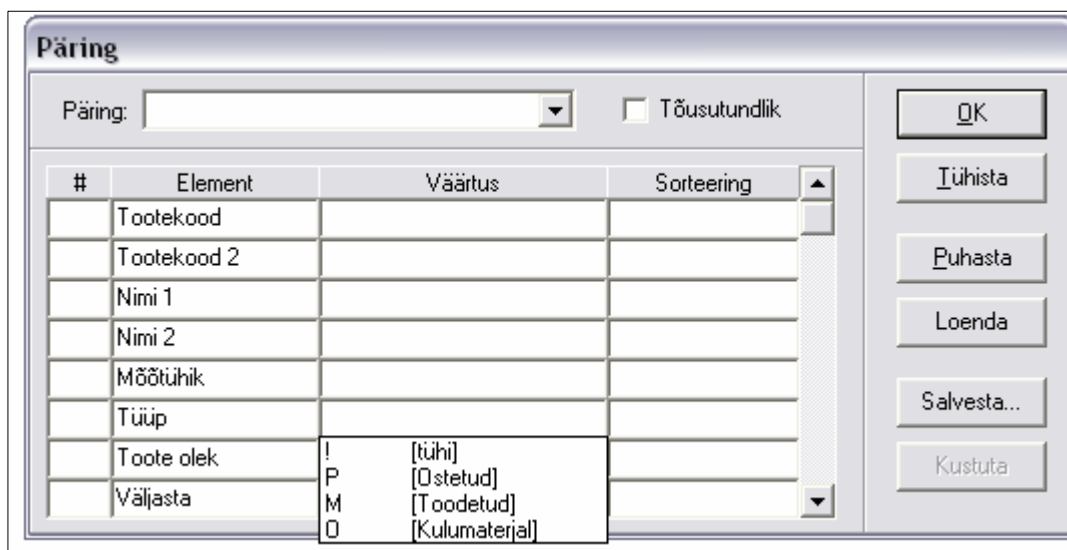 Päring
Päring:
Tõusutundlik
OK
Tühista
# Element Väärtus Sorteering
Tootekood
Tootekood 2
Puhasta
Nimi 1
Loenda
Nimi 2
Mõõtühik
Salvesta...
Tüüp
Toote olek
Kustuta
Väljasta
! [tühi]
P [Ostetud]
M [Toodetud]
O [Kulumaterjal]